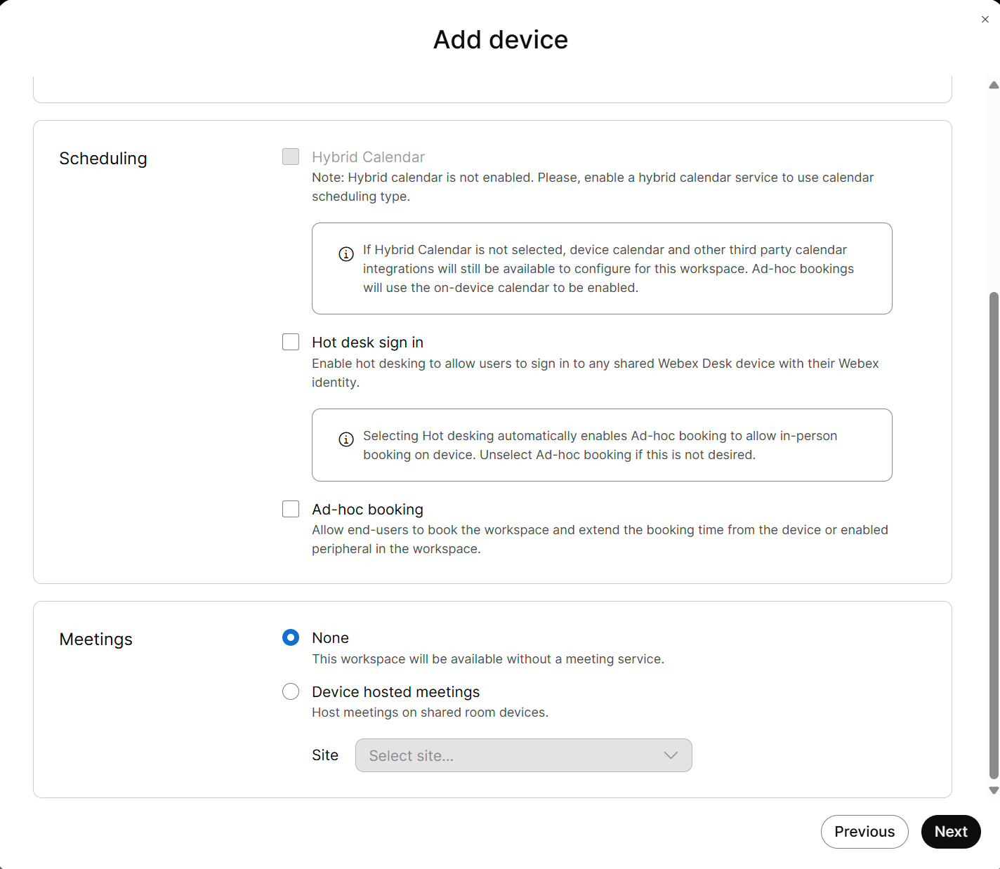 Add device
Scheduling
Hybrid Calendar
Note: Hybrid calendar is not enabled. Please, enable a hybrid calendar service to use calendar
scheduling type.
If Hybrid Calendar is not selected, device calendar and other third party calendar
integrations will still be available to configure for this workspace. Ad-hoc bookings
will use the on-device calendar to be enabled.
Hot desk sign in
Enable hot desking to allow users to sign in to any shared Webex Desk device with their Webex
identity.
Selecting Hot desking automatically enables Ad-hoc booking to allow in-person
booking on device. Unselect Ad-hoc booking if this is not desired.
Ad-hoc booking
Allow end-users to book the workspace and extend the booking time from the device or enabled
peripheral in the workspace.
Meetings
None
This workspace will be available without a meeting service.
Device hosted meetings
Host meetings on shared room devices.
Site
Select site...
Previous
Next